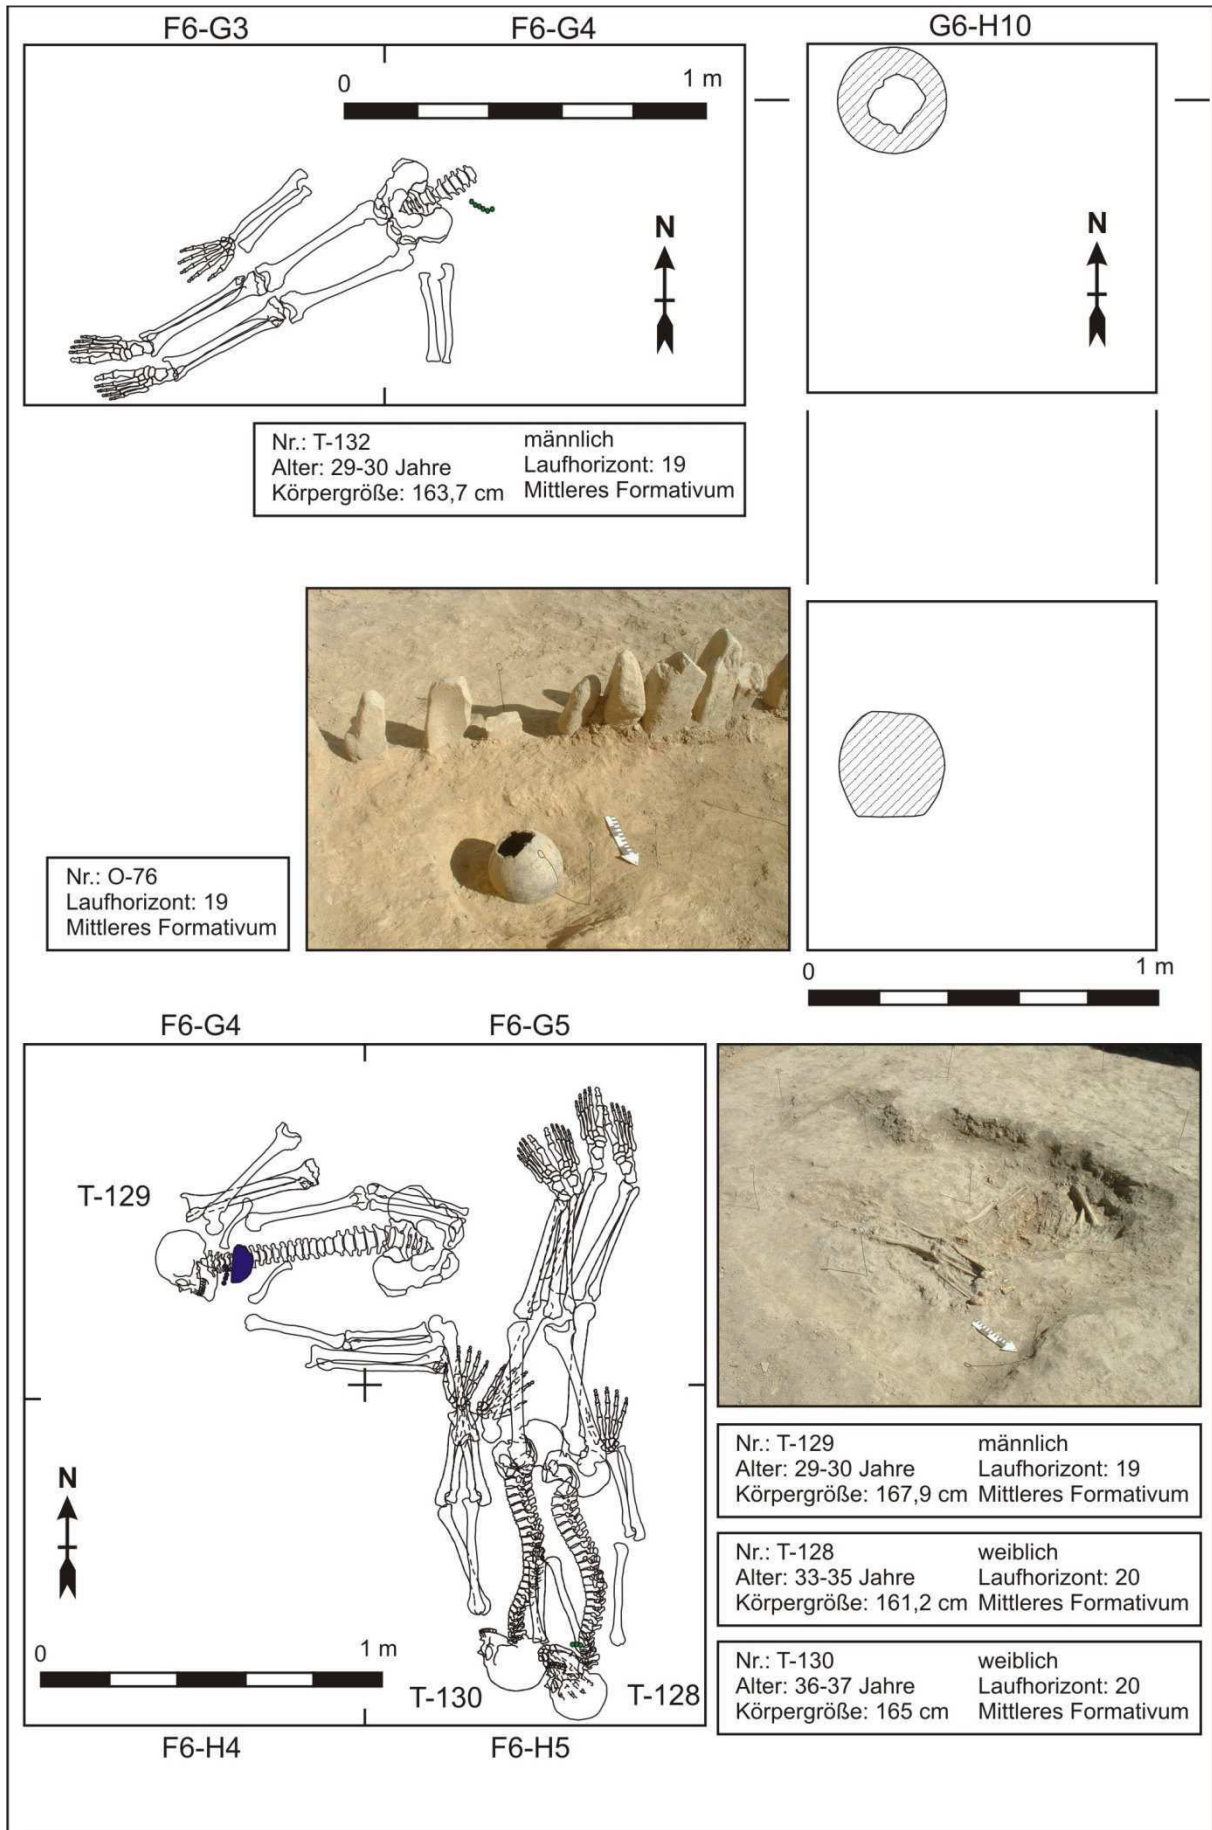 F6-G3 F6-G4 G6-H10
0 1 m
N
N
Nr.: T-132 männlich
Alter: 29-30 Jahre Laufhorizont: 19
Körpergröße: 163,7 cm Mittleres Formativum
Nr.: O-76
Laufhorizont: 19
Mittleres Formativum
0 1 m
F6-G4 F6-G5
T-129
N
0 1 m
T-130 T-128
F6-H4 F6-H5
Nr.: T-129 männlich
Alter: 29-30 Jahre Laufhorizont: 19
Körpergröße: 167,9 cm Mittleres Formativum
Nr.: T-128 weiblich
Alter: 33-35 Jahre Laufhorizont: 20
Körpergröße: 161,2 cm Mittleres Formativum
Nr.: T-130 weiblich
Alter: 36-37 Jahre Laufhorizont: 20
Körpergröße: 165 cm Mittleres Formativum